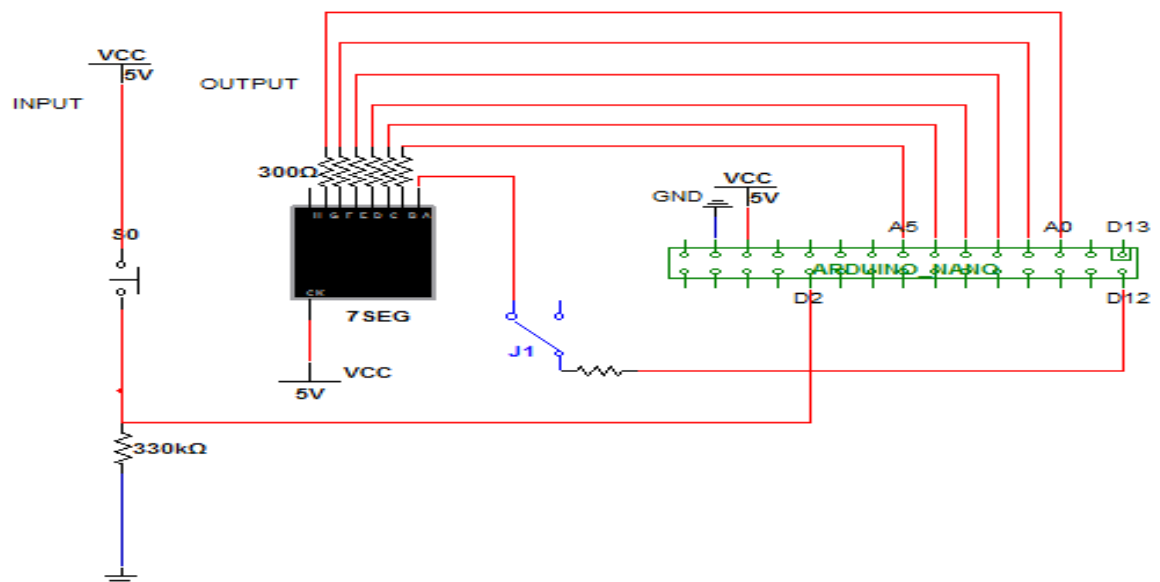 VCC
5V
INPUT
OUTPUT
300Ω
H G F E D C B A
VCC
5V
GND
A5
A0
D13
S0
ARDUINO_NANO
CK
D2
D12
7SEG
J1
VCC
5V
330kΩ